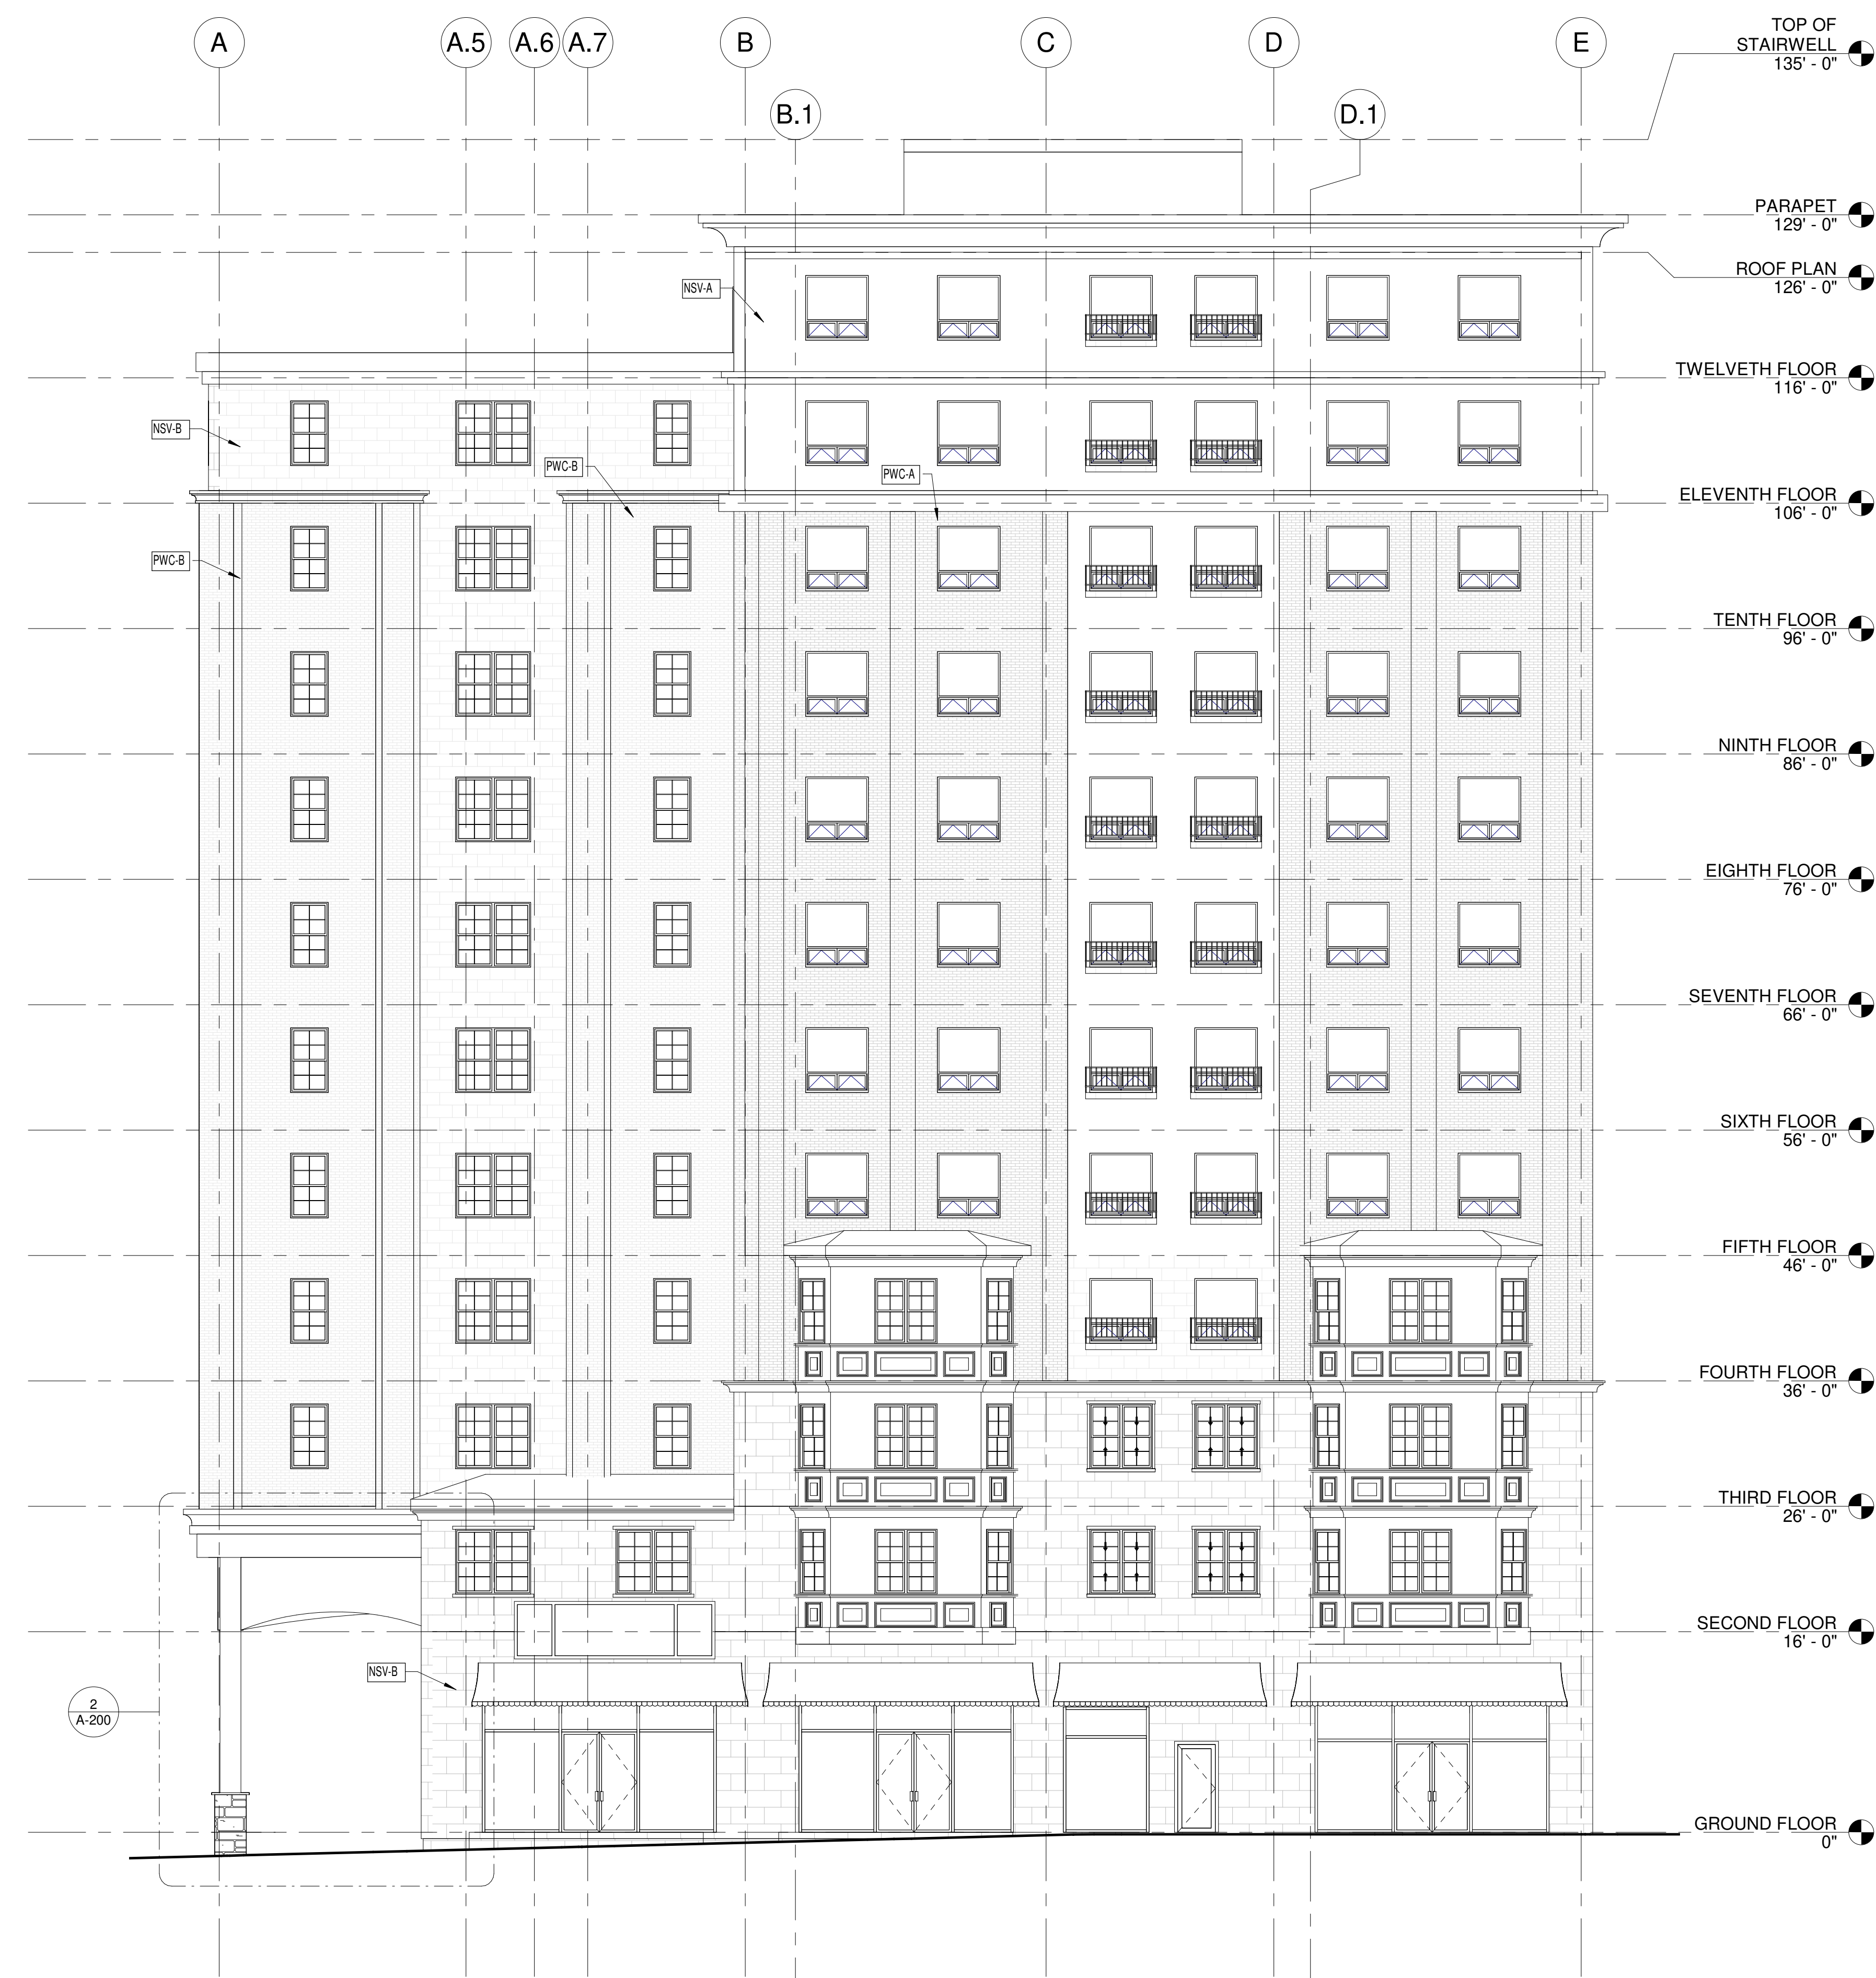 A
A.5
A.6
A.7
B
C
D
E
TOP OF
STAIRWELL
135' - 0"
B.1
D.1
PARAPET
129' - 0"
ROOF PLAN
126' - 0"
NSV-A
TWELVETH FLOOR
116' - 0"
NSV-B
PWC-B
PWC-A
ELEVENTH FLOOR
106' - 0"
PWC-B
TENTH FLOOR
96' - 0"
NINTH FLOOR
86' - 0"
EIGHTH FLOOR
76' - 0"
SEVENTH FLOOR
66' - 0"
SIXTH FLOOR
56' - 0"
FIFTH FLOOR
46' - 0"
FOURTH FLOOR
36' - 0"
THIRD FLOOR
26' - 0"
SECOND FLOOR
16' - 0"
NSV-B
2
A-200
GROUND FLOOR
0"